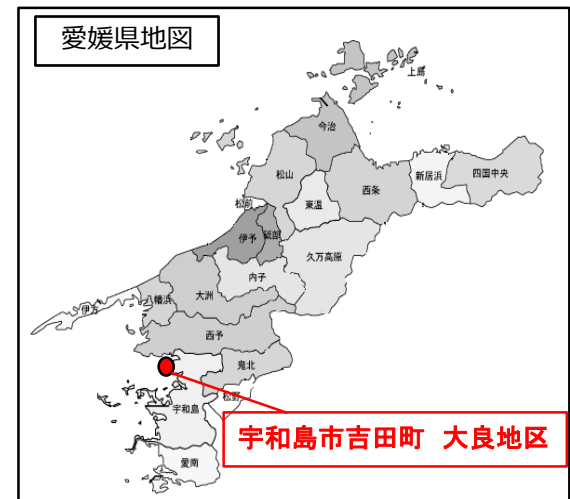 愛媛県地図
上島
今治
新居浜
四国中央
松山
西条
松前
東温
伊予
砥部
久万高原
内子
大洲
八幡浜
伊方
西予
鬼北
松野
宇和島
宇和島市吉田町 大良地区
愛南